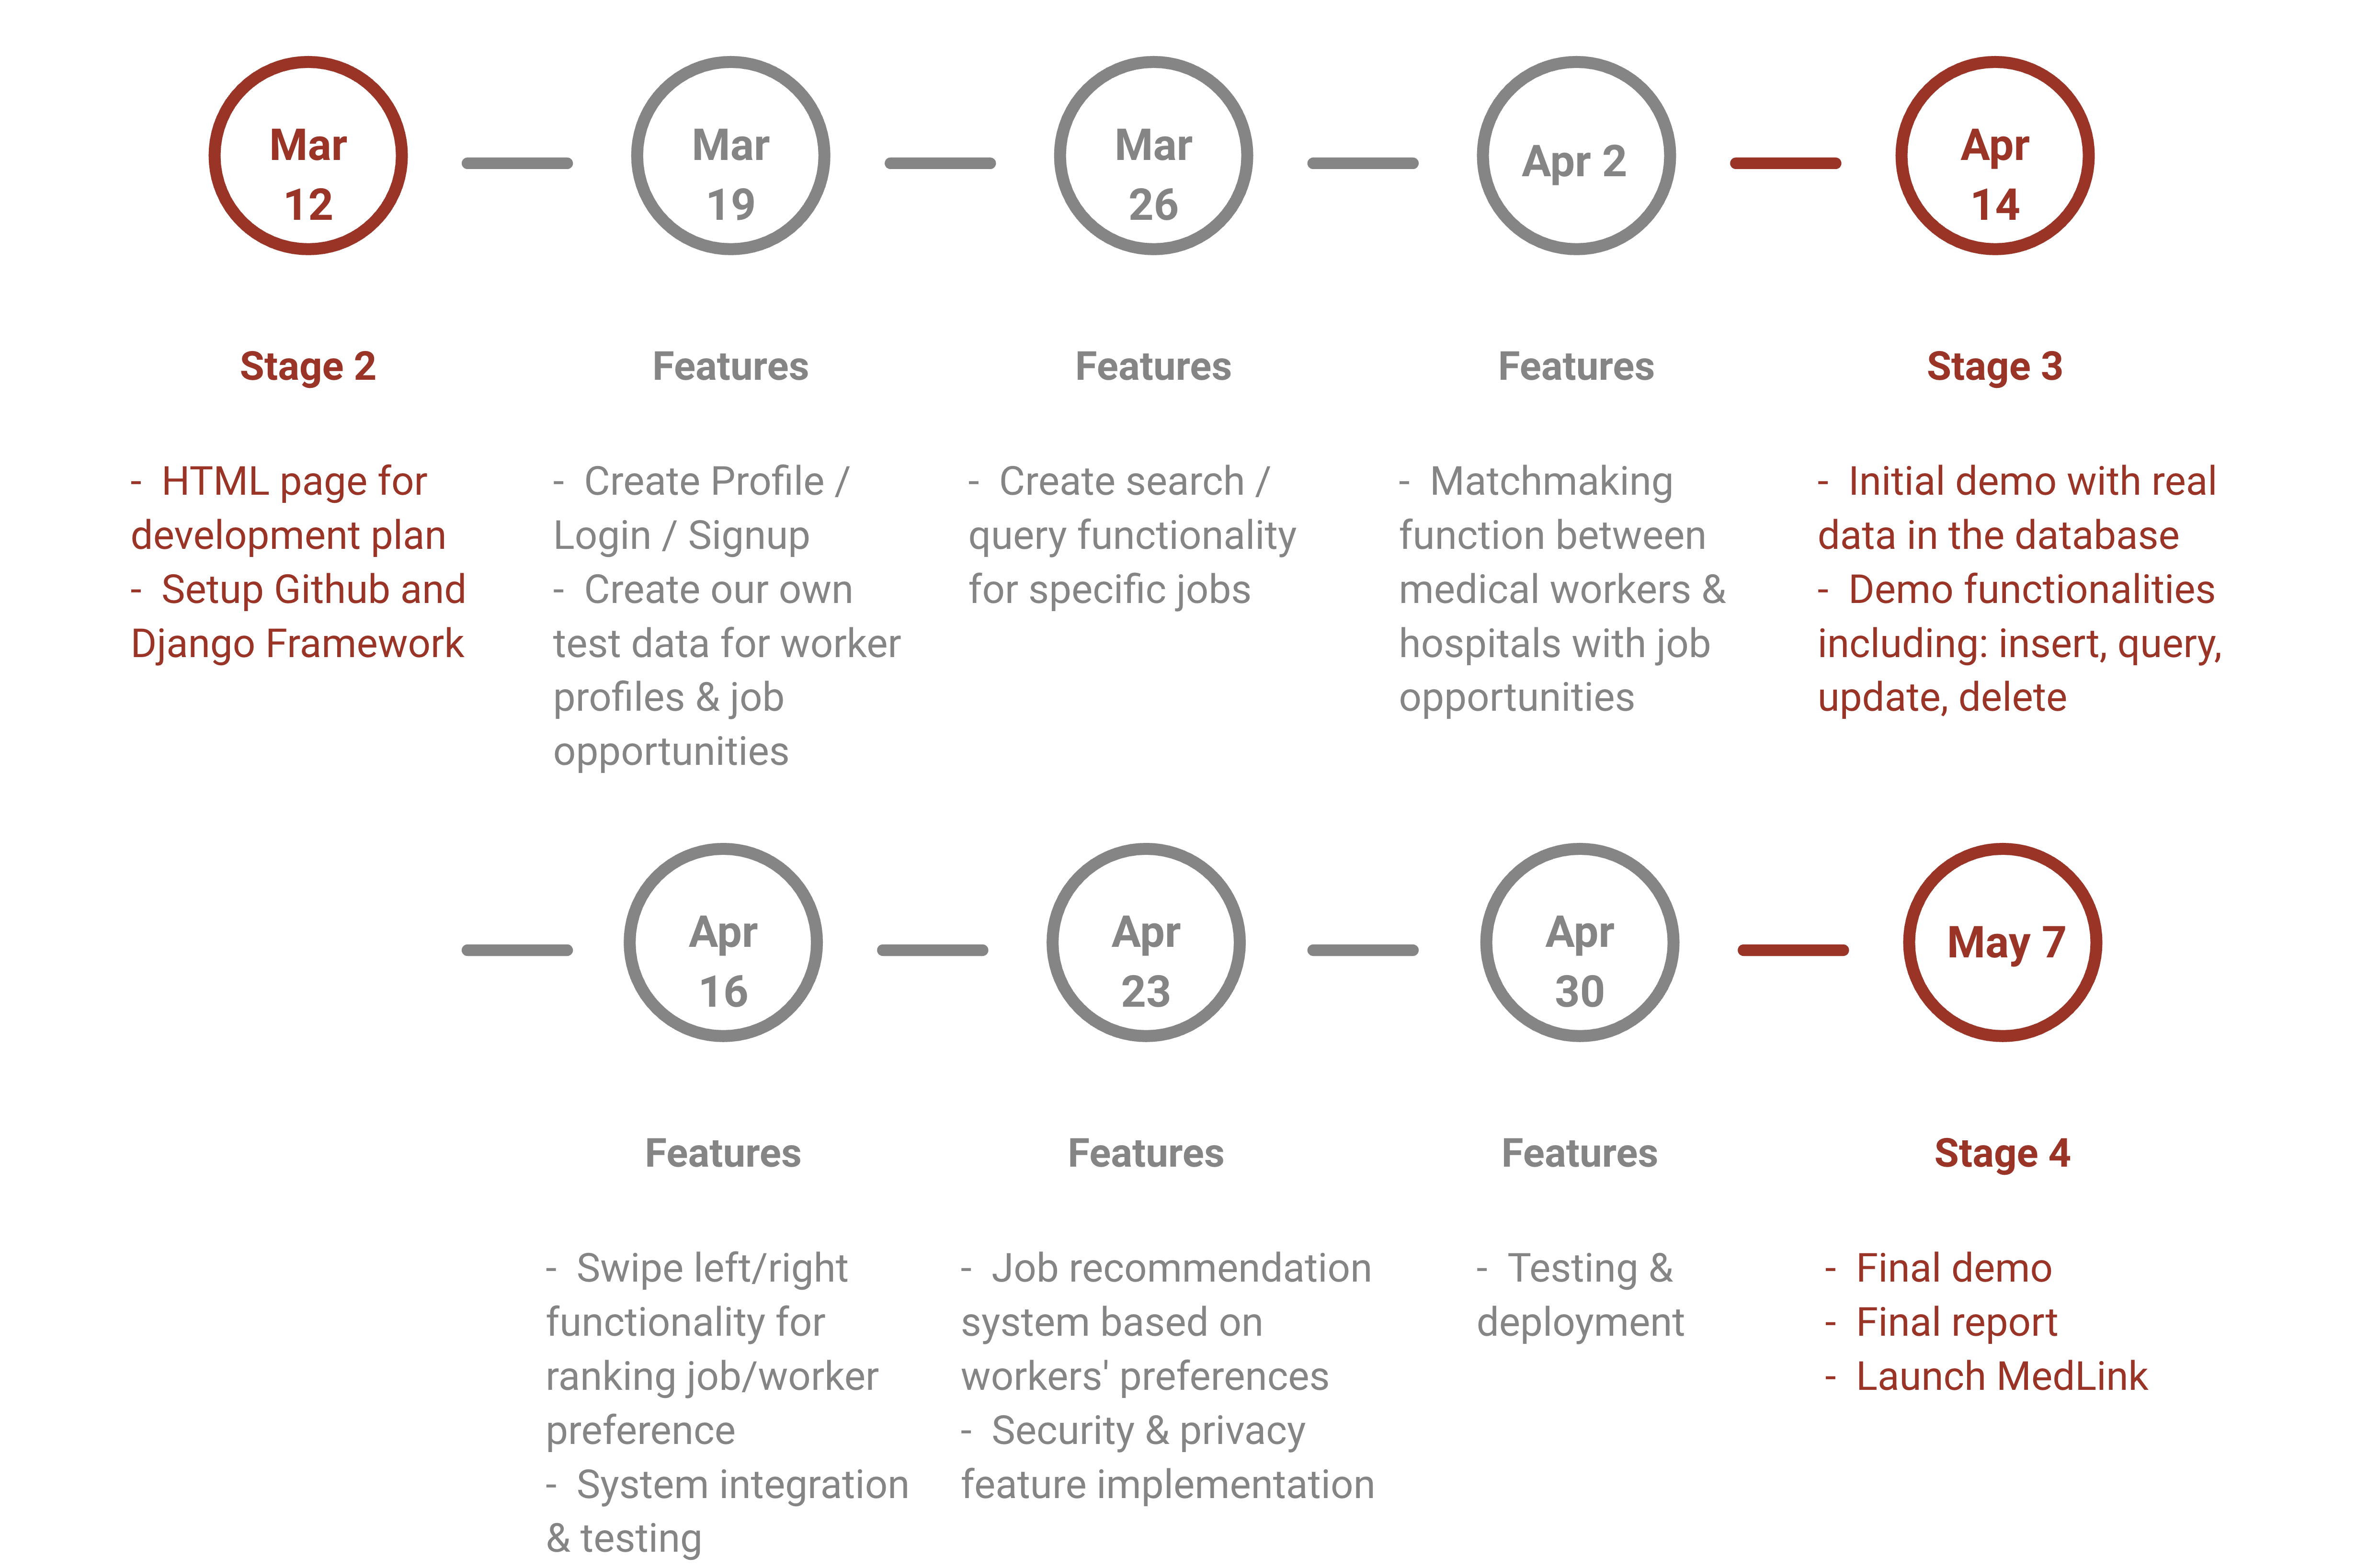 Mar
12
Mar
19
Mar
26
Apr 2
Apr
14
Stage 2
Features
Features
Features
Stage 3
- HTML page for
development plan
- Setup Github and
Django Framework
- Create Profile /
Login / Signup
- Create our own
test data for worker
profiles & job
opportunities
- Create search /
query functionality
for specific jobs
- Matchmaking
function between
medical workers &
hospitals with job
opportunities
- Initial demo with real
data in the database
- Demo functionalities
including: insert, query,
update, delete
Apr
16
Apr
23
Apr
30
May 7
Features
Features
Features
Stage 4
- Swipe left/right
functionality for
ranking job/worker
preference
- System integration
& testing
- Job recommendation
system based on
workers' preferences
- Security & privacy
feature implementation
- Testing &
deployment
- Final demo
- Final report
- Launch MedLink